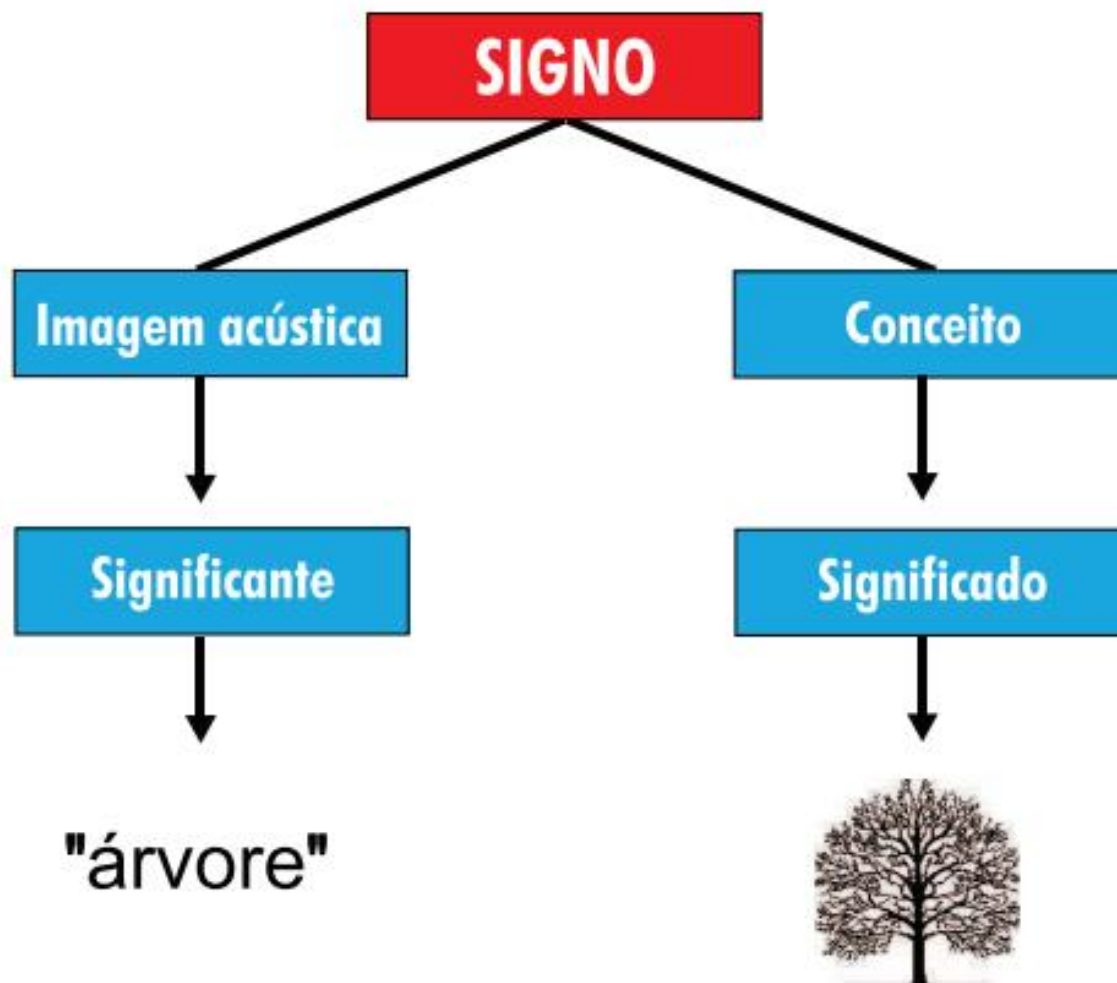 SIGNO
Imagem acústica
Conceito
Significante
Significado
"árvore"